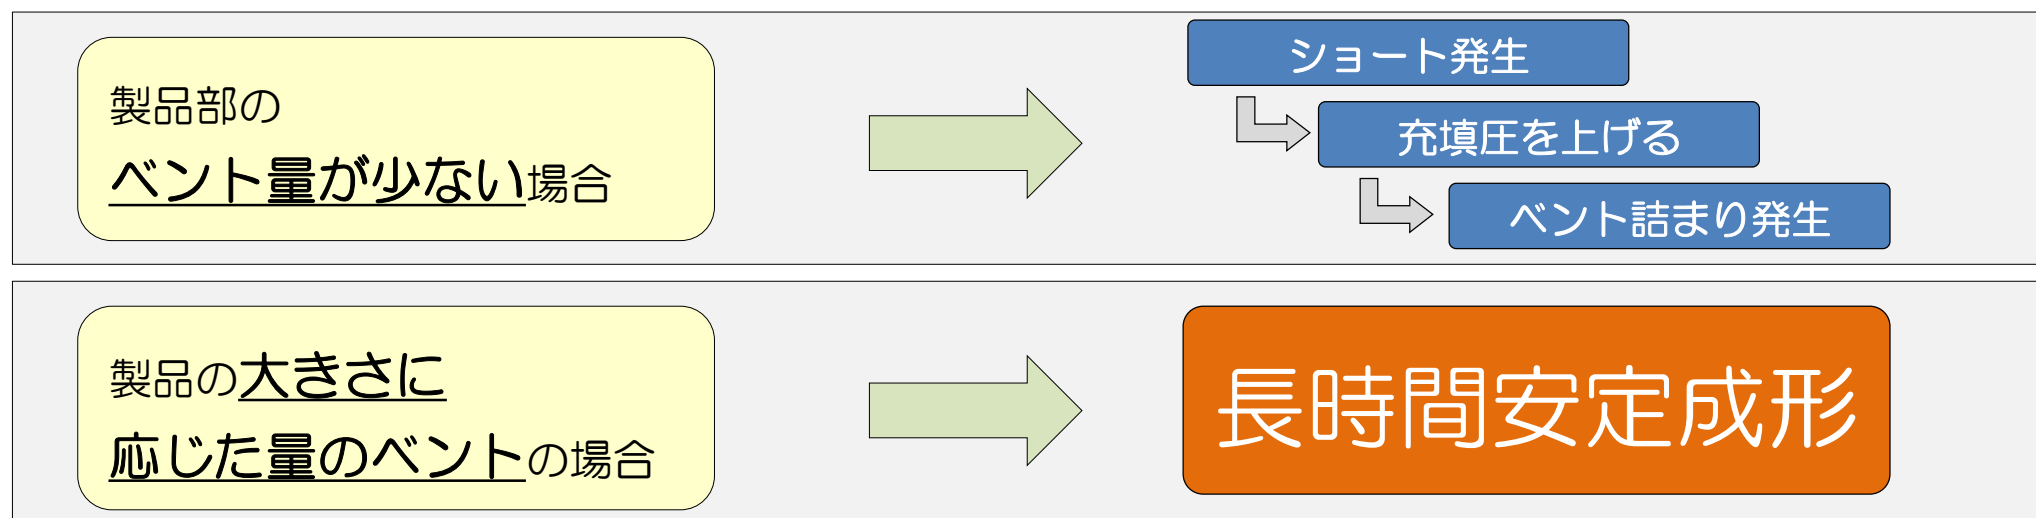 製品部の
ベント量が少ない場合
ショート発生
充填圧を上げる
ベント詰まり発生
製品の大きさに
応じた量のベントの場合
長時間安定成形